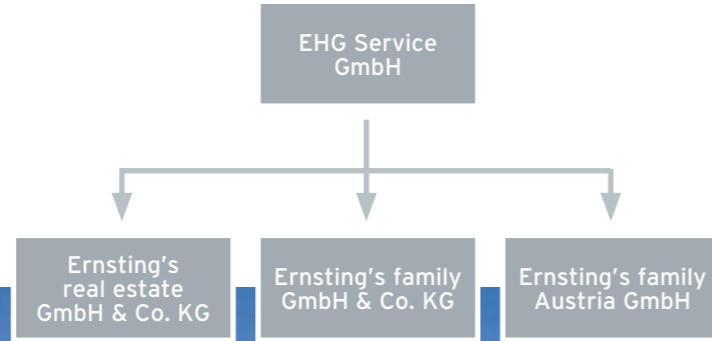 EHG Service
GmbH
Ernsting’s
real estate
GmbH & Co. KG
Ernsting’s family
GmbH & Co. KG
Ernsting’s family
Austria GmbH